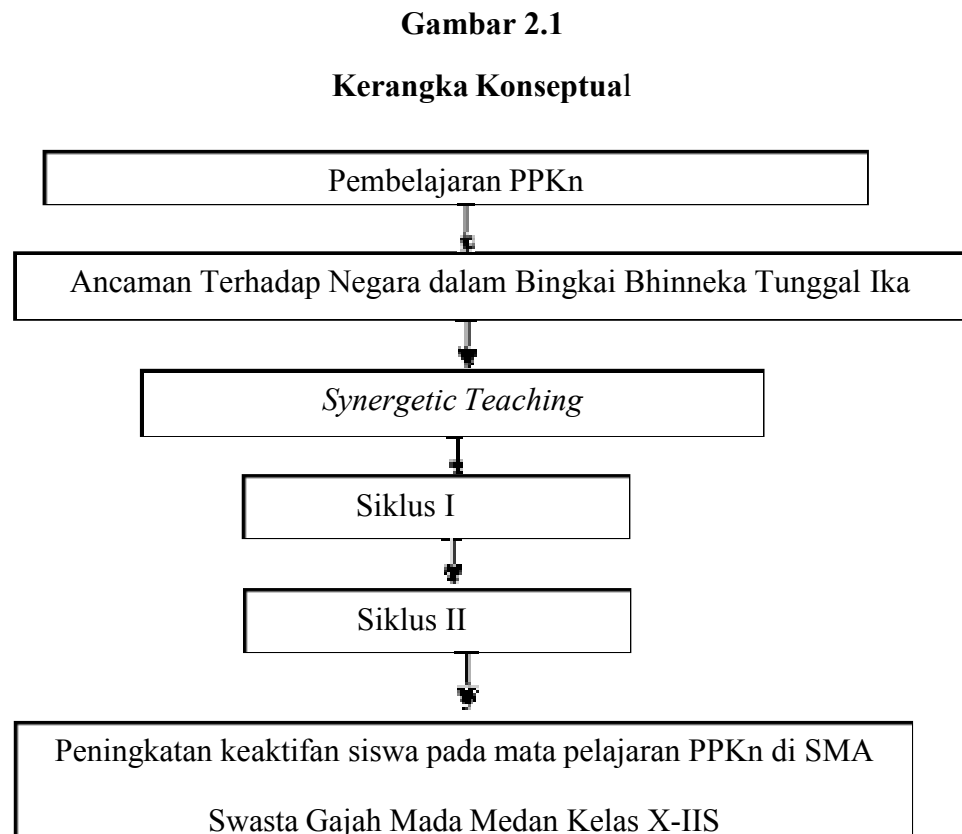 Gambar 2.1
Kerangka Konseptual
Pembelajaran PPKn
Ancaman Terhadap Negara dalam Bingkai Bhinneka Tunggal Ika
Synergetic Teaching
Siklus I
Siklus II
Peningkatan keaktifan siswa pada mata pelajaran PPKn di SMA
Swasta Gajah Mada Medan Kelas X-IIS